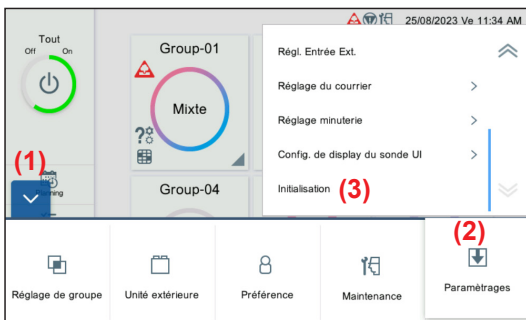 25/08/2023 Ve 11:34 AM
Tout
Off On
Group-01
Mixte
Group-04
Régl. Entrée Ext.
Réglage du courrier
Réglage minuterie
Config. de display du sonde UI
Initialisation
(3)
(1)
(2)
Réglage de groupe
Unité extérieure
Préférence
Maintenance
Paramètrages